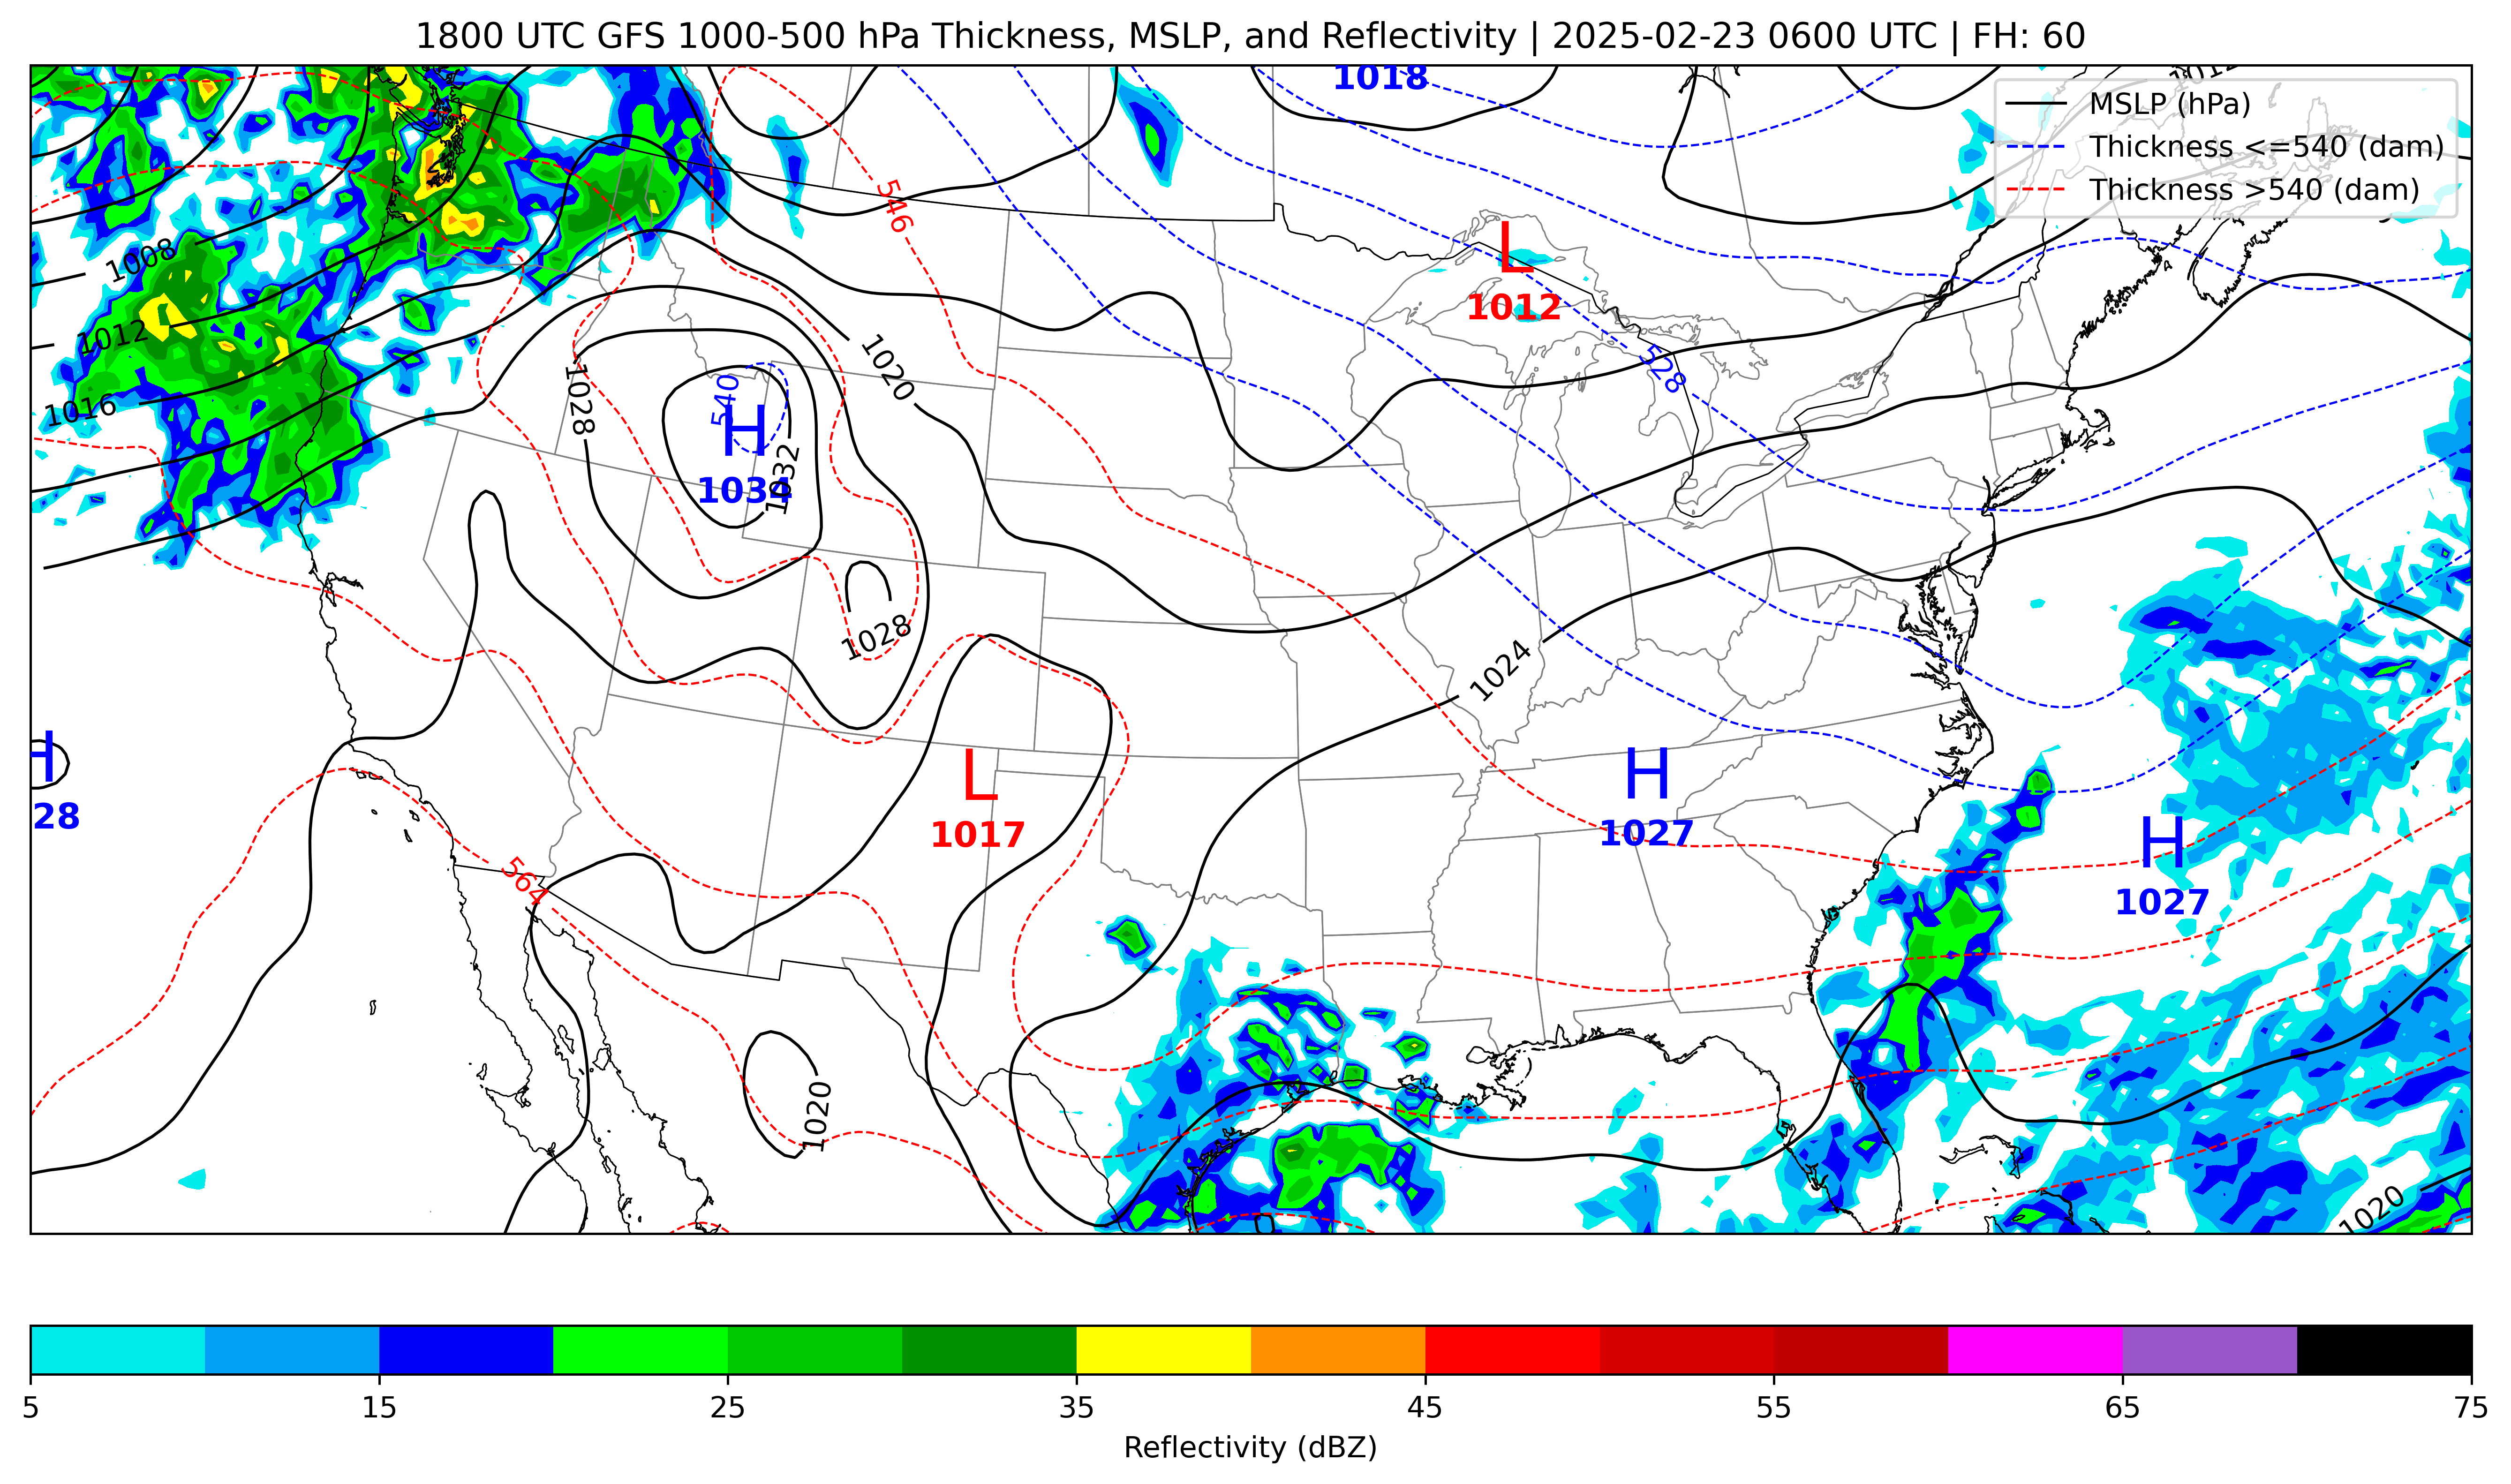 1800 UTC GFS 1000-500 hPa Thickness, MSLP, and Reflectivity | 2025-02-23 0600 UTC | FH: 60
1018
1012
MSLP (hPa)
Thickness <=540 (dam)
Thickness >540 (dam)
546
1008
L
1012
1012
1016
1020
528
1028
540
H
1034
1032
1028
1024
H
28
L
1017
H
1027
H
1027
564
1020
1020
5 15 25 35 45 55 65 75
Reflectivity (dBZ)